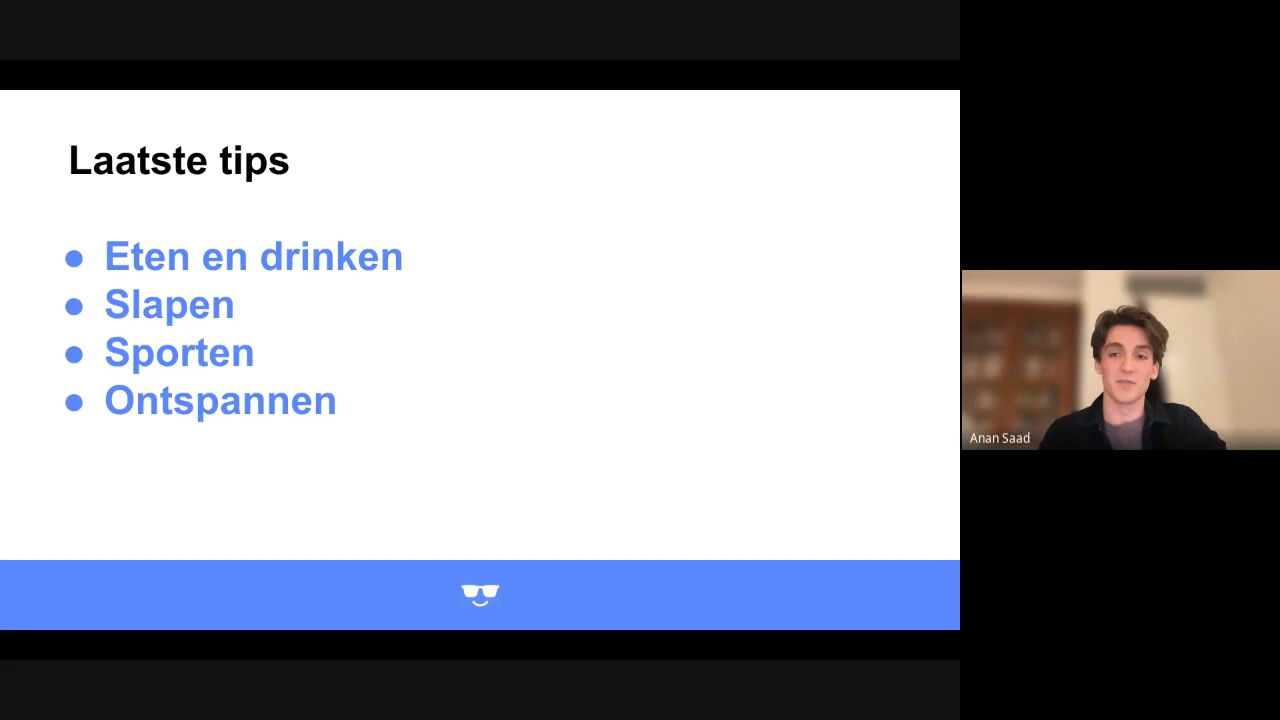 Laatste tips
● Eten en drinken
● Slapen
● Sporten
● Ontspannen
Anan Saad